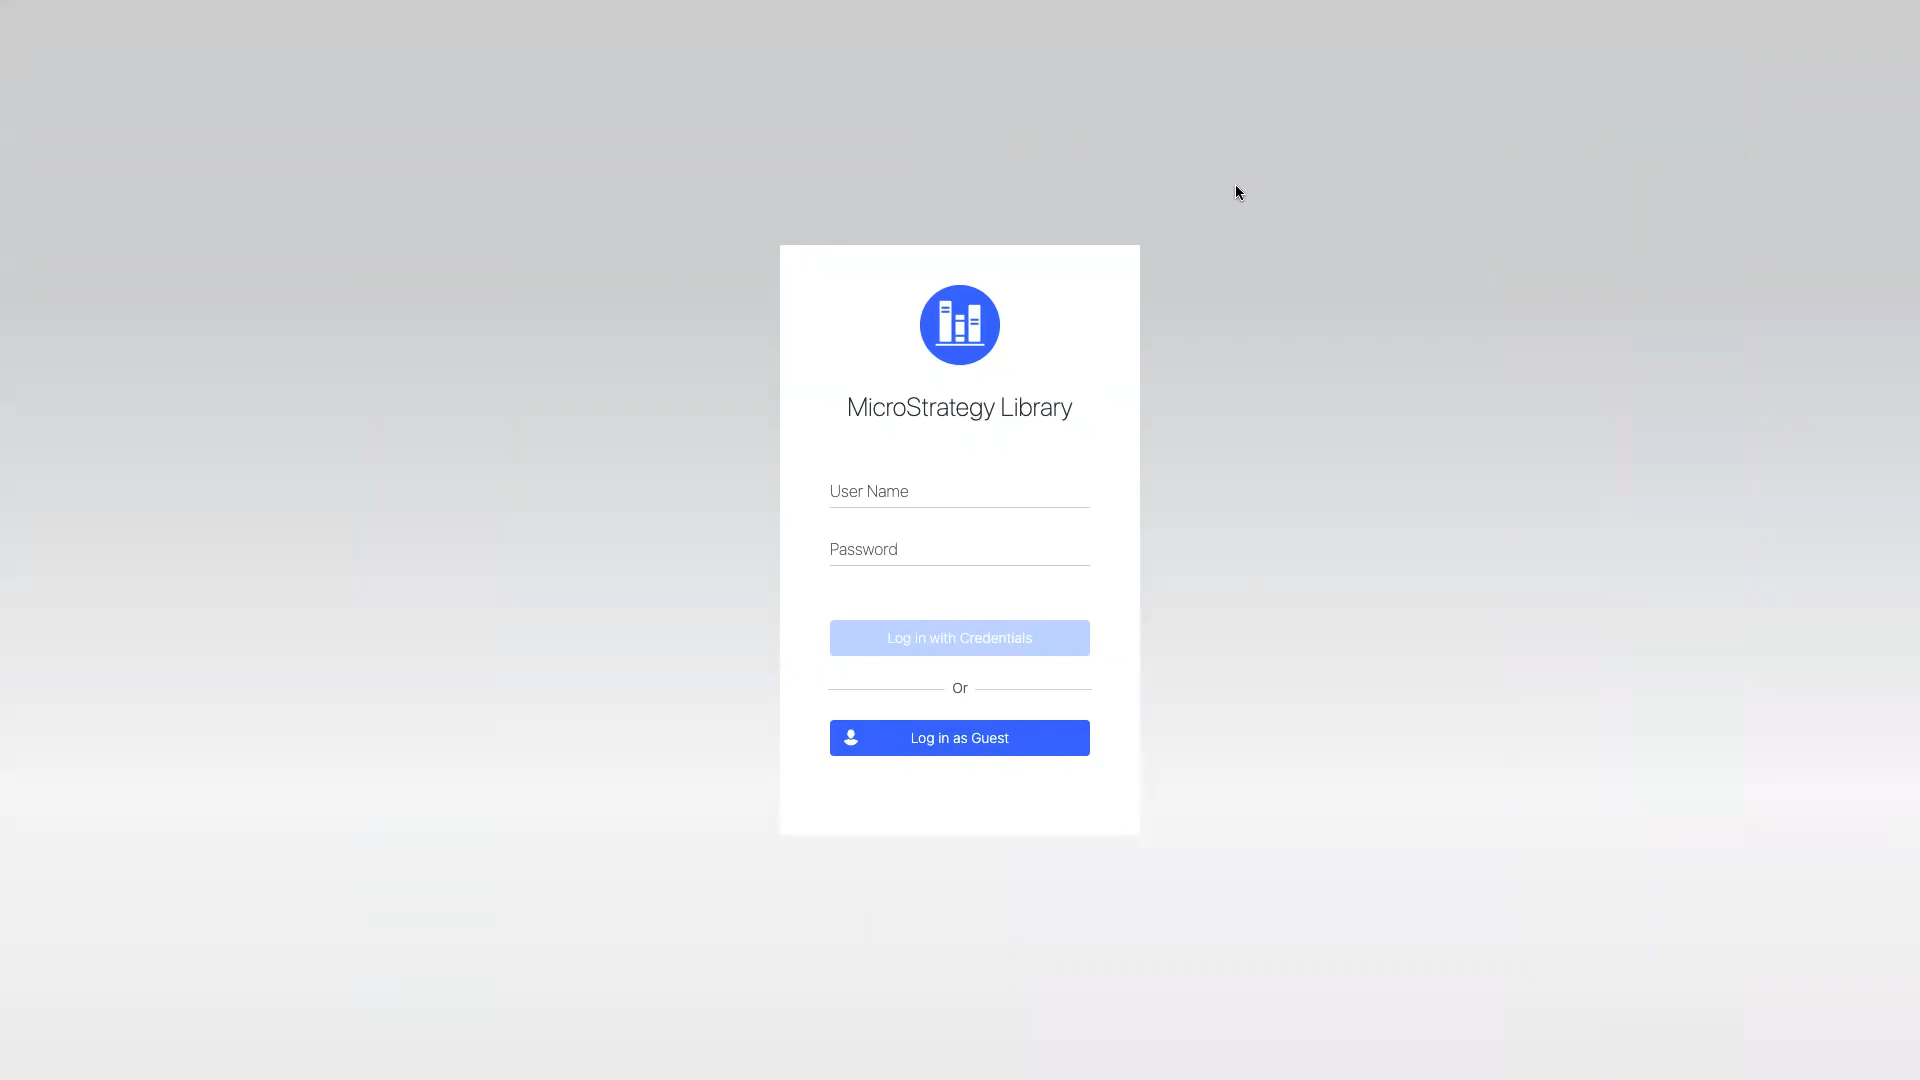 MicroStrategy Library
User Name
Password
Log in with Credentials
Or
Log in as Guest